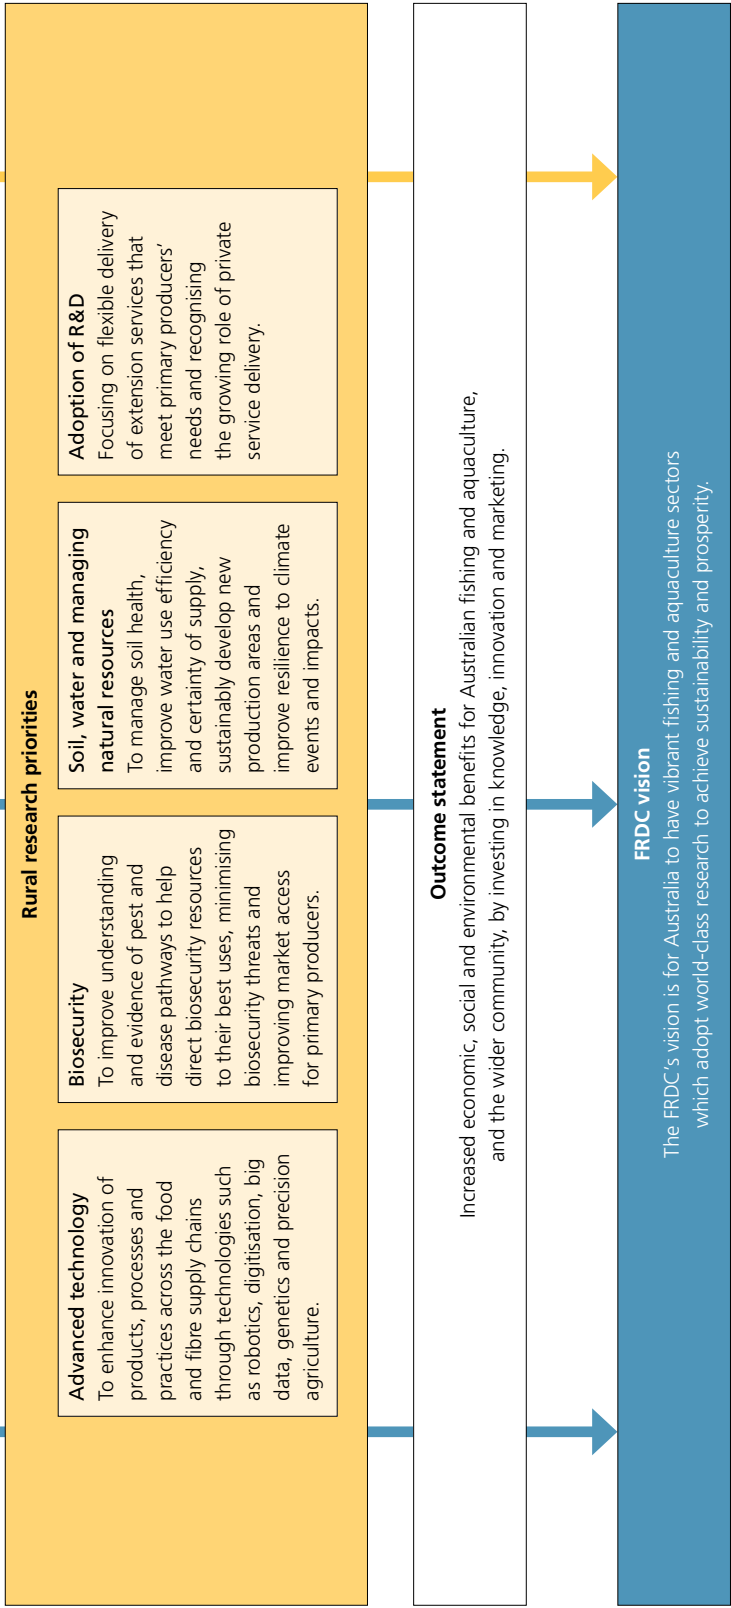 Rural research priorities
Advanced technology
To enhance innovation of
products, processes and
practices across the food
and fibre supply chains
through technologies such
as robotics, digitisation, big
data, genetics and precision
agriculture.
Biosecurity
To improve understanding
and evidence of pest and
disease pathways to help
direct biosecurity resources
to their best uses, minimising
biosecurity threats and
improving market access
for primary producers.
Soil, water and managing
natural resources
To manage soil health,
improve water use efficiency
and certainty of supply,
sustainably develop new
production areas and
improve resilience to climate
events and impacts.
Adoption of R&D
Focusing on flexible delivery
of extension services that
meet primary producers’
needs and recognising
the growing role of private
service delivery.
Outcome statement
Increased economic, social and environmental benefits for Australian fishing and aquaculture,
and the wider community, by investing in knowledge, innovation and marketing.
FRDC vision
The FRDC’s vision is for Australia to have vibrant fishing and aquaculture sectors
which adopt world-class research to achieve sustainability and prosperity.